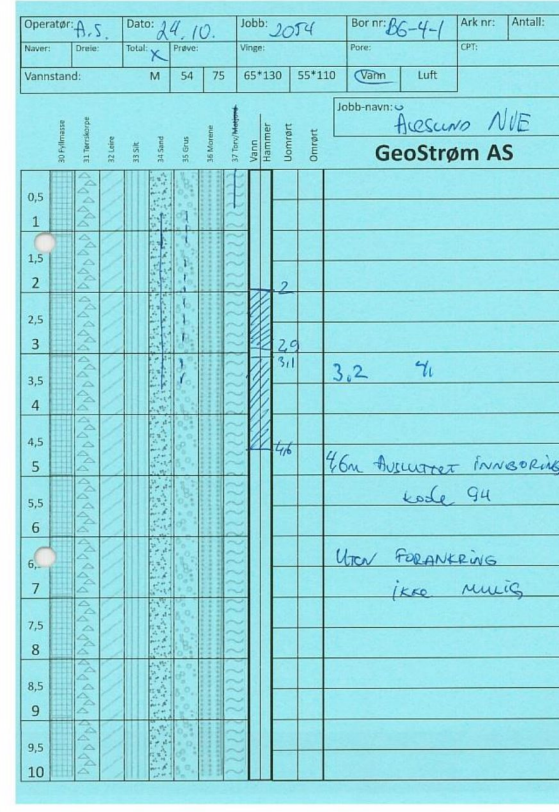 Operatør: A.S. Dato: 24.10. Jobb: 2054 Bor nr: B6-4-1 Ark nr: Antall:
Naver: Dreie: Total: X Prøve: Vinge: Pore: CPT:
Vannstand: M 54 75 65*130 55*110 Vann Luft
Jobb-navn:
NVE
GeoStrøm AS
30 Fyllmasse
31 Tørrskorpe
32 Leire
33 Silt
34 Sand
35 Grus
36 Morene
37 Torv/Matjord
Vann
Hammer
Uomrørt
Omrørt
0,5
1
1,5
2
2
2,5
3 2,9
3,1
3,2 41
3,5
4
4,5
4,6
5 4,6m AVSLUTTET INNBORING
kode 94
5,5
6
UTEN FORANKRING
6,
7 ikke MULIG
7,5
8
8,5
9
9,5
10